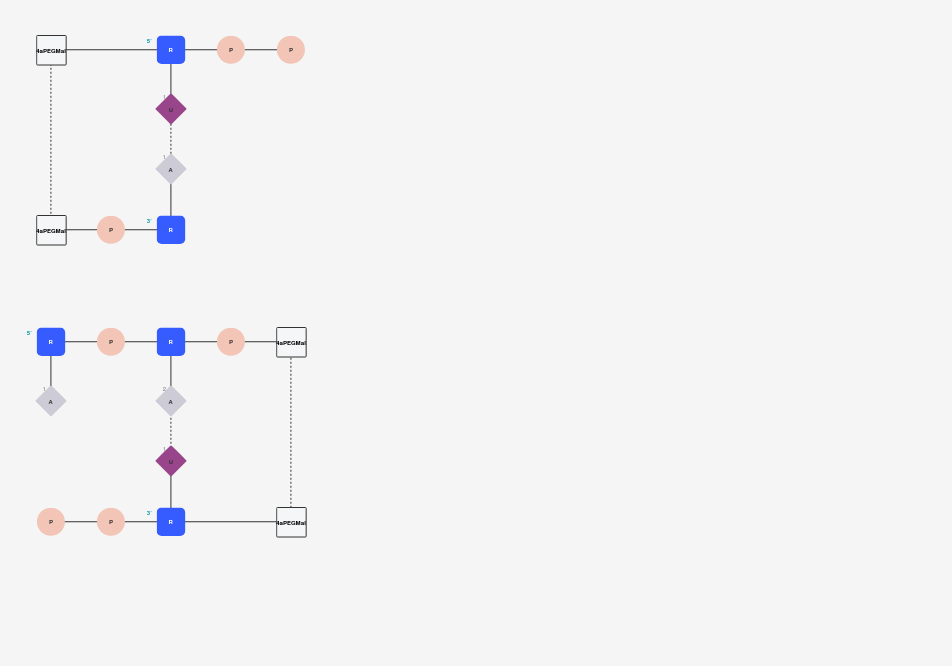 5'
4aPEGMal R P P
1
U
1
A
3'
4aPEGMal P R
5'
R P R P 4aPEGMal
1 2
A A
1
U
3'
P P R 4aPEGMal